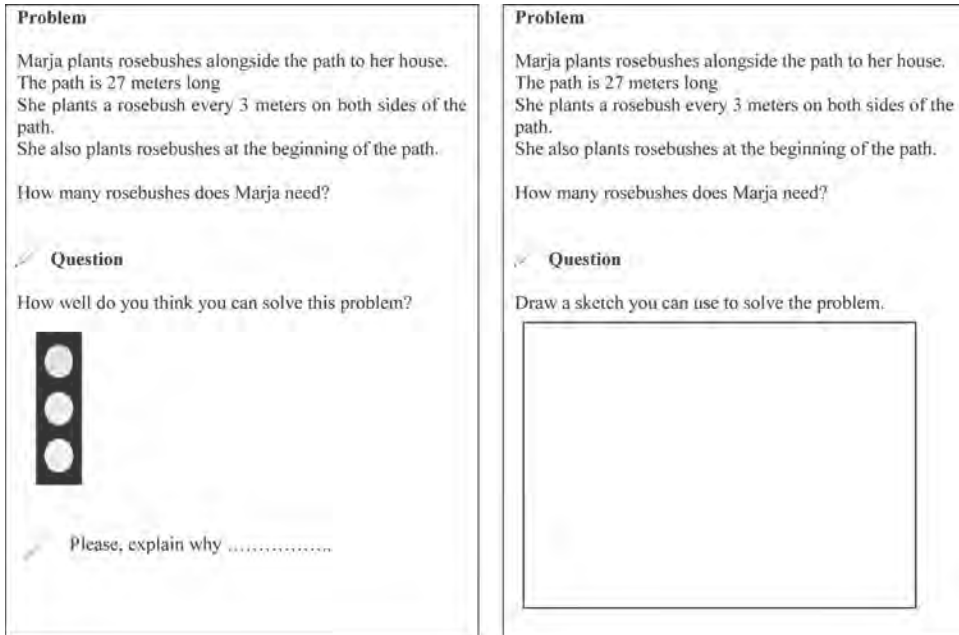 Problem
Marja plants rosebushes alongside the path to her house.
The path is 27 meters long
She plants a rosebush every 3 meters on both sides of the
path.
She also plants rosebushes at the beginning of the path.
How many rosebushes does Marja need?
Question
How well do you think you can solve this problem?
Please, explain why ……………..
Problem
Marja plants rosebushes alongside the path to her house.
The path is 27 meters long
She plants a rosebush every 3 meters on both sides of the
path.
She also plants rosebushes at the beginning of the path.
How many rosebushes does Marja need?
Question
Draw a sketch you can use to solve the problem.